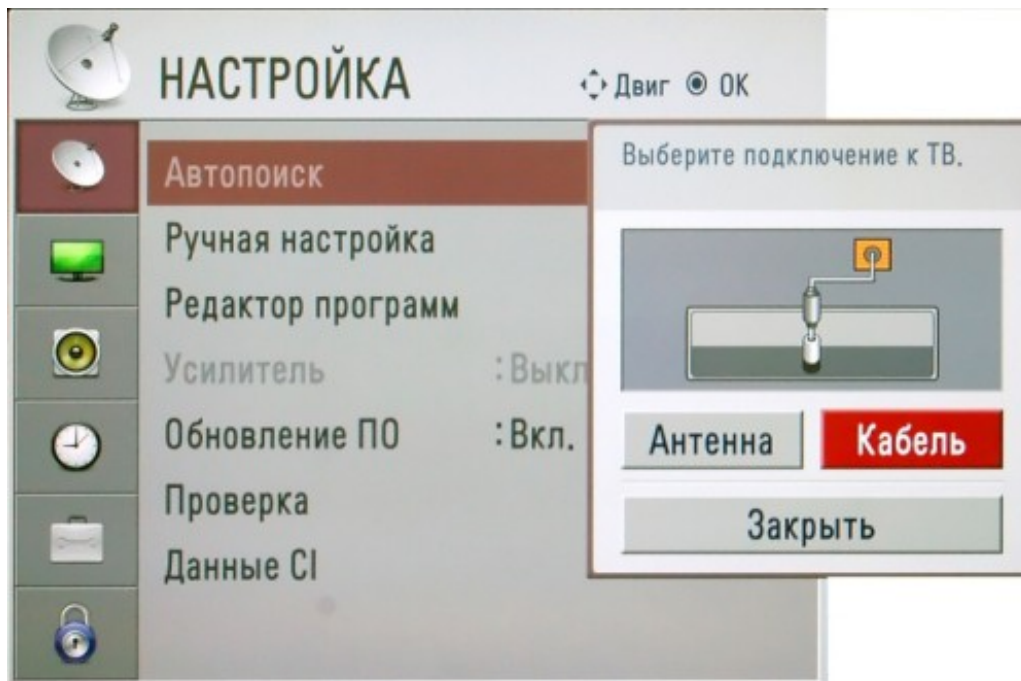 НАСТРОЙКА
Двиг OK
Автопоиск
Ручная настройка
Редактор программ
Усилитель :Выкл
Обновление ПО :Вкл.
Проверка
Данные CI
Выберите подключение к ТВ.
Антенна Кабель
Закрыть